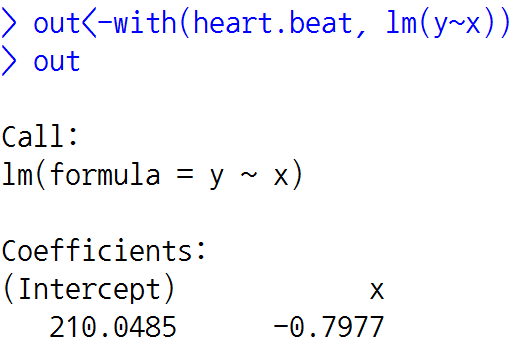 > out<-with(heart.beat, lm(y~x))
> out
Call:
lm(formula = y ~ x)
Coefficients:
(Intercept)            x
   210.0485      -0.7977